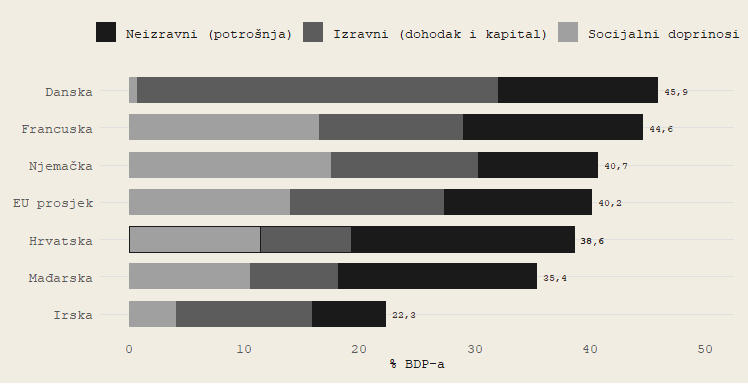 Neizravni (potrošnja) Izravni (dohodak i kapital) Socijalni doprinosi
Danska 45,9
Francuska 44,6
Njemačka 40,7
EU prosjek 40,2
Hrvatska 38,6
Mađarska 35,4
Irska 22,3
0 10 20 30 40 50
% BDP-a